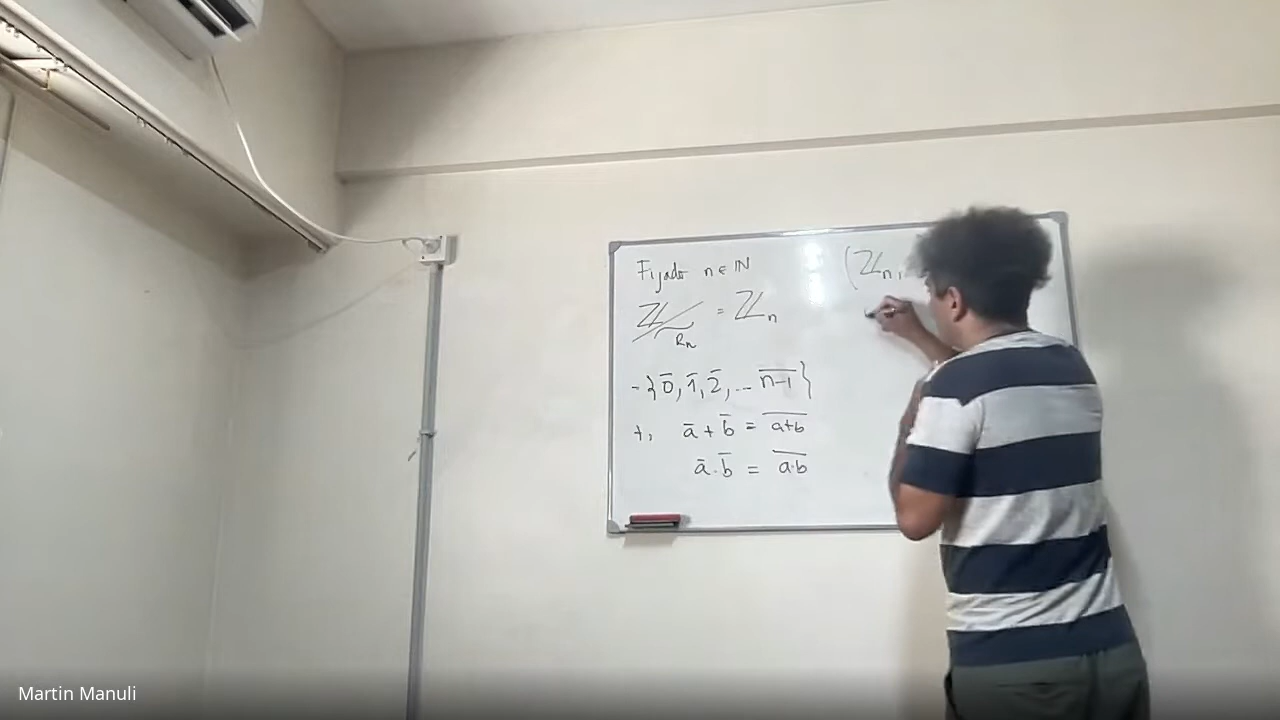 Fijado n ∈ ℕ
ℤ/~Rn = ℤn
- {0̄, 1̄, 2̄, ... n-1̅}
+, ā + b̄ = a+b̅
ā · b̄ = a·b̅
(ℤn,
Martin Manuli